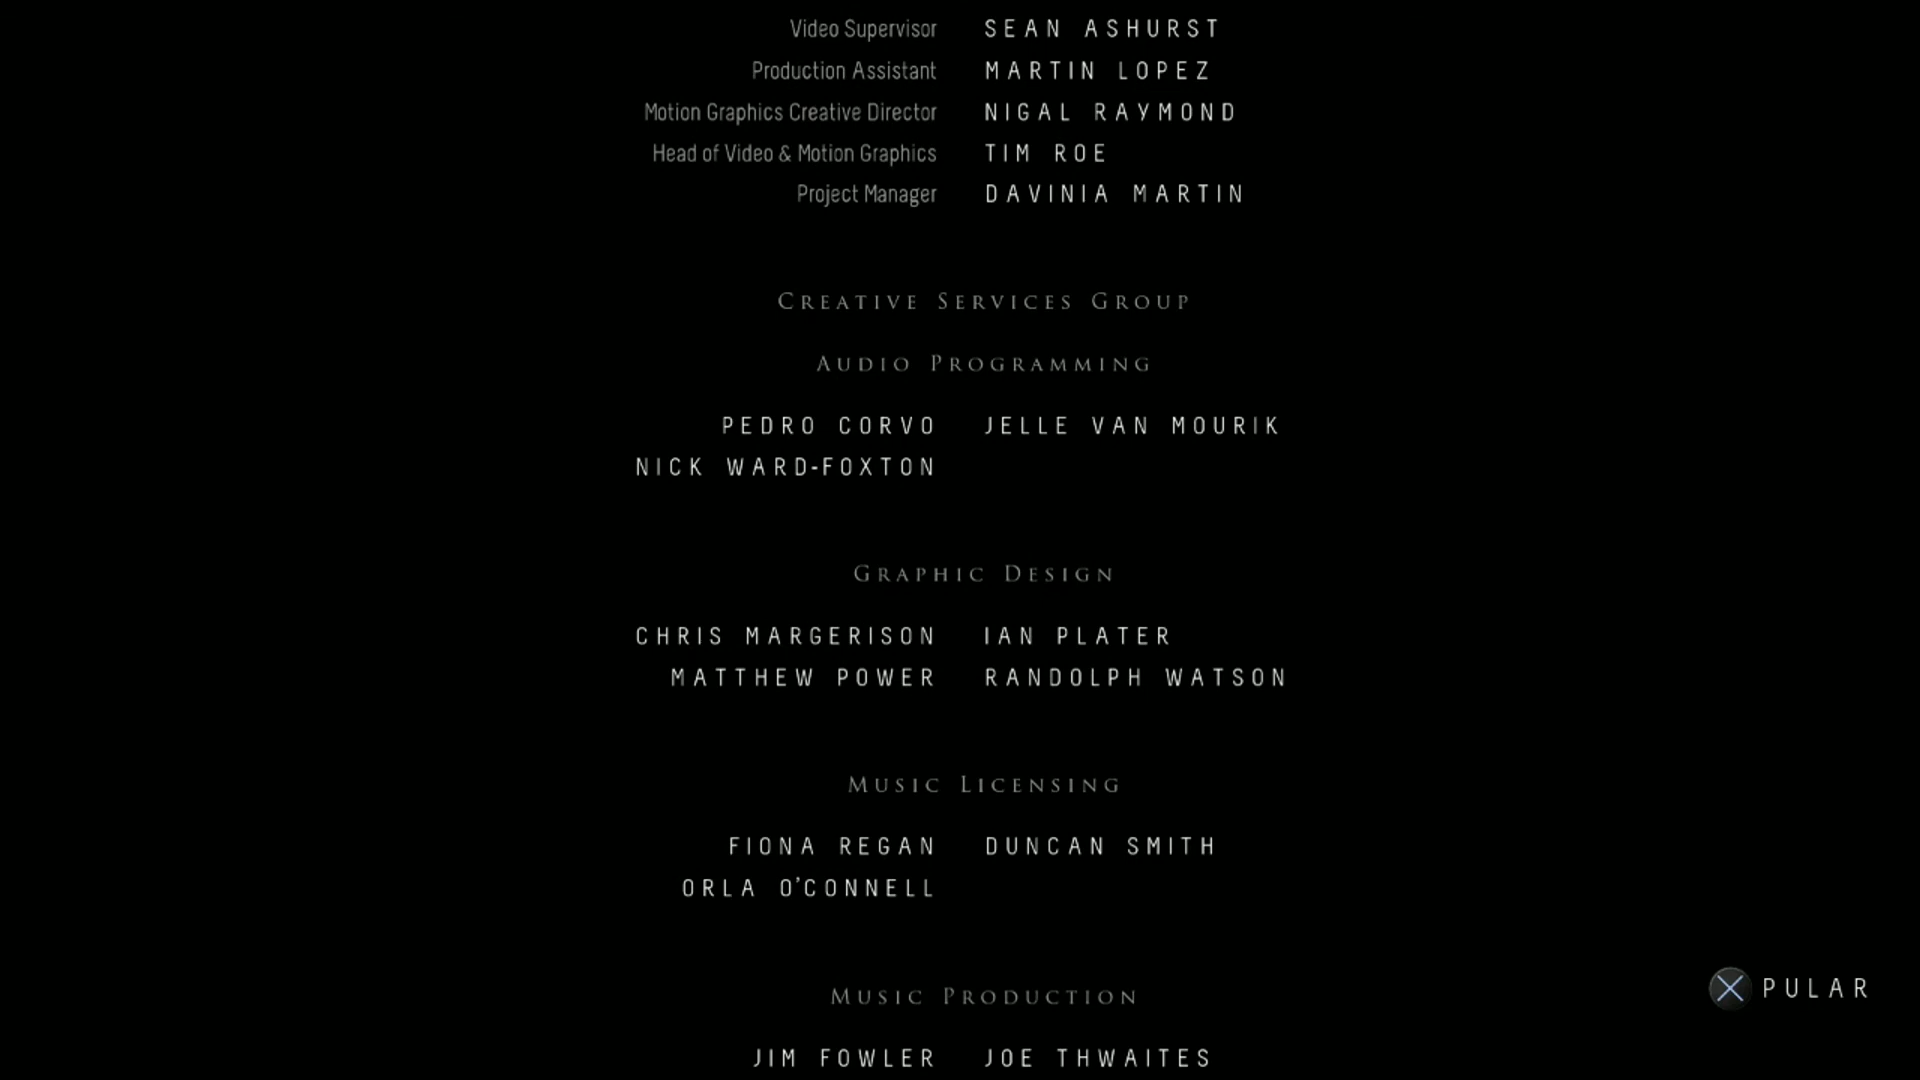 Video Supervisor SEAN ASHURST
Production Assistant MARTIN LOPEZ
Motion Graphics Creative Director NIGAL RAYMOND
Head of Video & Motion Graphics TIM ROE
Project Manager DAVINIA MARTIN
CREATIVE SERVICES GROUP
AUDIO PROGRAMMING
PEDRO CORVO JELLE VAN MOURIK
NICK WARD-FOXTON
GRAPHIC DESIGN
CHRIS MARGERISON IAN PLATER
MATTHEW POWER RANDOLPH WATSON
MUSIC LICENSING
FIONA REGAN DUNCAN SMITH
ORLA O'CONNELL
PULAR
MUSIC PRODUCTION
JIM FOWLER JOE THWAITES